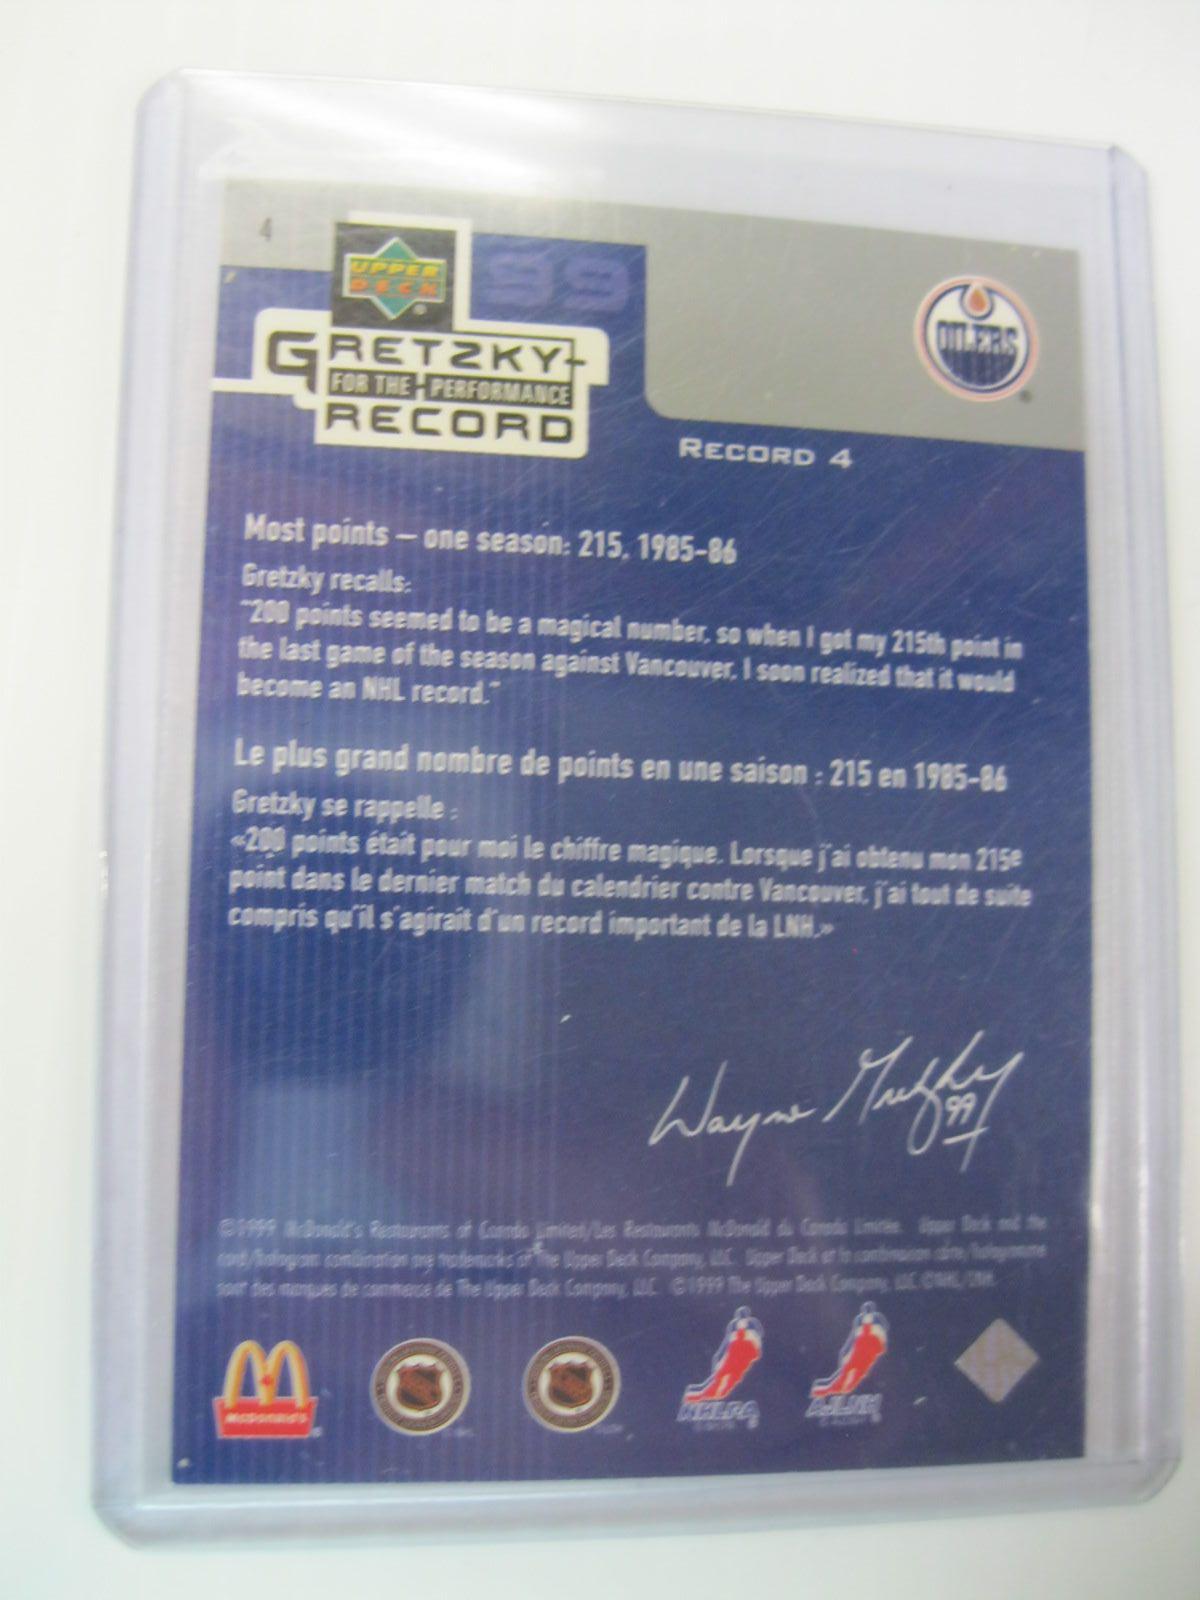 4
UPPER
DECK
99
GRETZKY-
FOR THE PERFORMANCE
RECORD
OILERS
RECORD 4
Most points – one season: 215, 1985-86
Gretzky recalls:
"200 points seemed to be a magical number, so when I got my 215th point in
the last game of the season against Vancouver, I soon realized that it would
become an NHL record."
Le plus grand nombre de points en une saison : 215 en 1985-86
Gretzky se rappelle :
«200 points était pour moi le chiffre magique. Lorsque j'ai obtenu mon 215e
point dans le dernier match du calendrier contre Vancouver, j'ai tout de suite
compris qu'il s'agirait d'un record important de la LNH.»
Wayne Gretzky
99
©1999 McDonald's Restaurants of Canada Limited/Les Restaurants McDonald du Canada Limitée. Upper Deck and the
card/hologram combination are trademarks of The Upper Deck Company, LLC. Upper Deck et la combinaison carte/hologramme
sont des marques de commerce de The Upper Deck Company, LLC. ©1999 The Upper Deck Company, LLC. ©NHL/LNH.
McDonald's
NHLPA
AJLNH